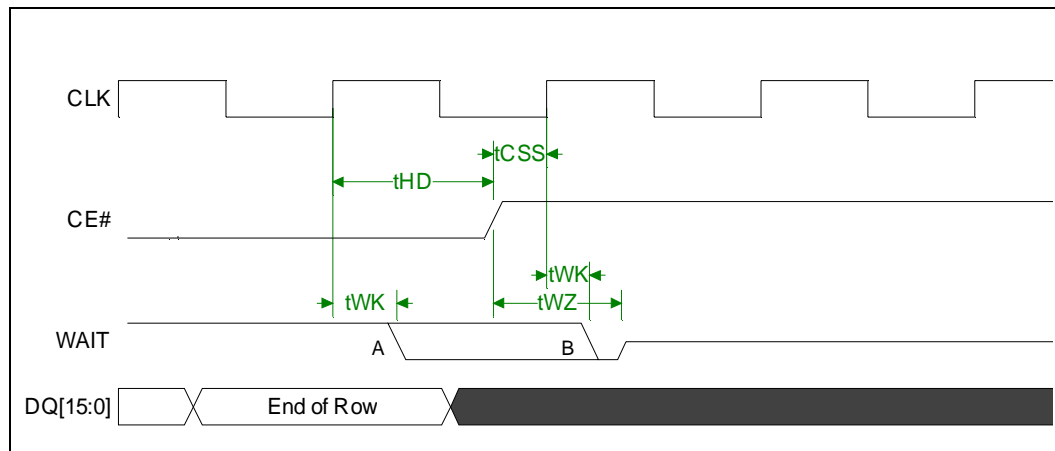 CLK
tCSS
tHD
CE#
tWK
tWK
tWZ
WAIT
A
B
DQ[15:0]
End of Row